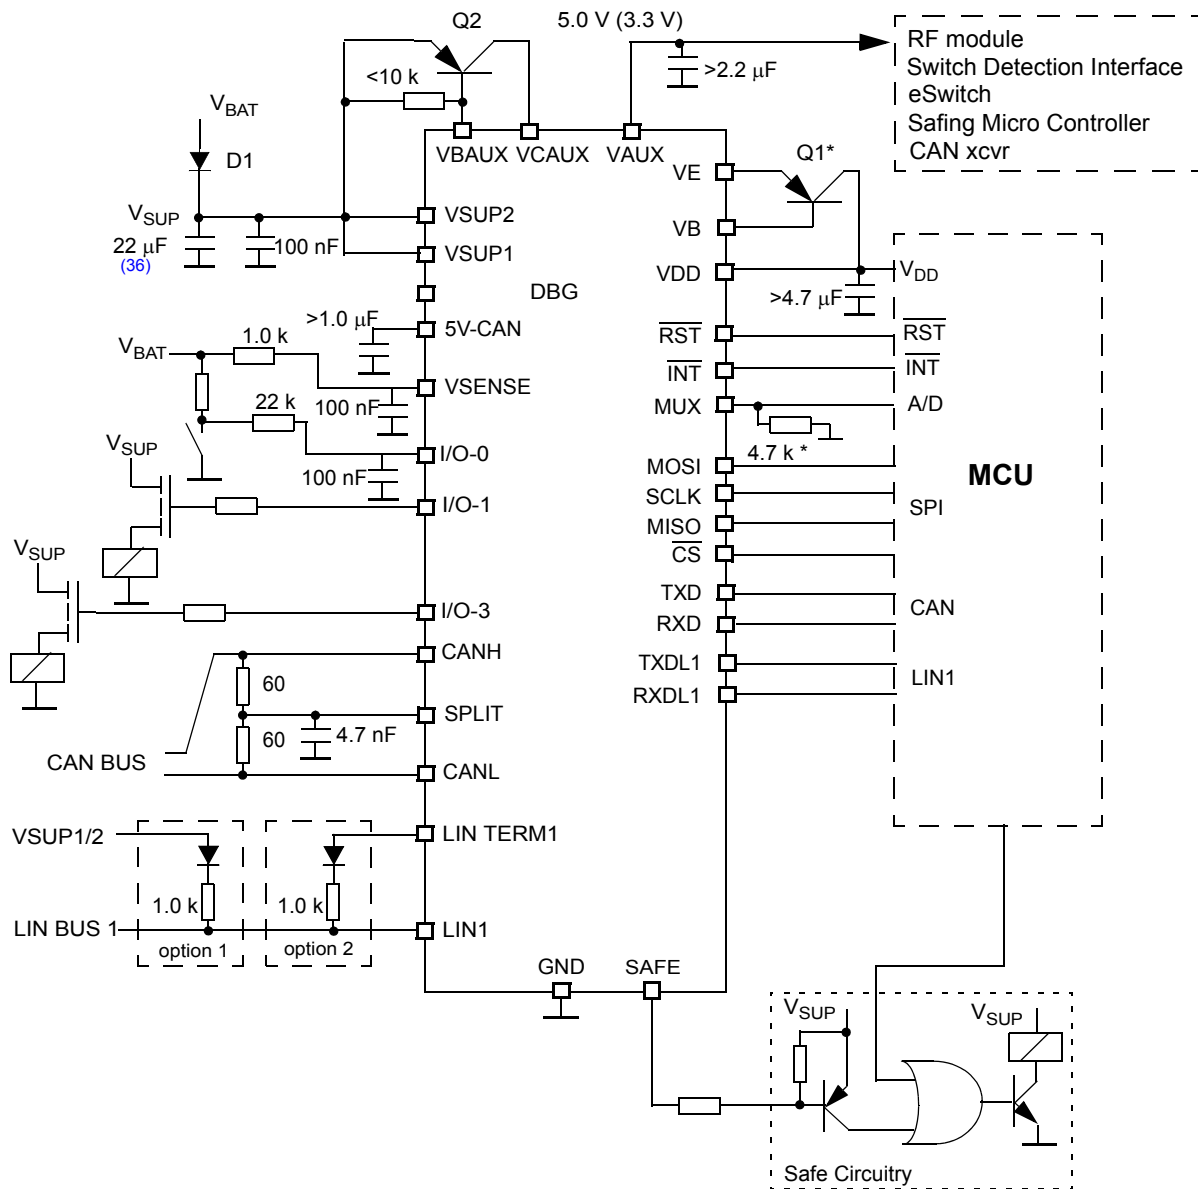 Q2
5.0 V (3.3 V)
RF module
Switch Detection Interface
eSwitch
Safing Micro Controller
CAN xcvr
>2.2 μF
<10 k
VBAT
D1
VBAUX VCAUX VAUX
Q1*
VE
VSUP
VSUP2
VB
22 μF
(36)
100 nF
VSUP1
VDD
VDD
DBG
>4.7 μF
>1.0 μF
5V-CAN
RST
RST
VBAT
1.0 k
INT
INT
VSENSE
100 nF
MUX
A/D
22 k
4.7 k *
VSUP
I/O-0
100 nF
MOSI
MCU
SCLK
SPI
I/O-1
MISO
VSUP
CS
TXD
CAN
I/O-3
RXD
CANH
TXDL1
LIN1
60
RXDL1
SPLIT
60
4.7 nF
CAN BUS
CANL
VSUP1/2
LIN TERM1
1.0 k
1.0 k
LIN BUS 1
LIN1
option 1
option 2
GND
SAFE
VSUP
VSUP
Safe Circuitry